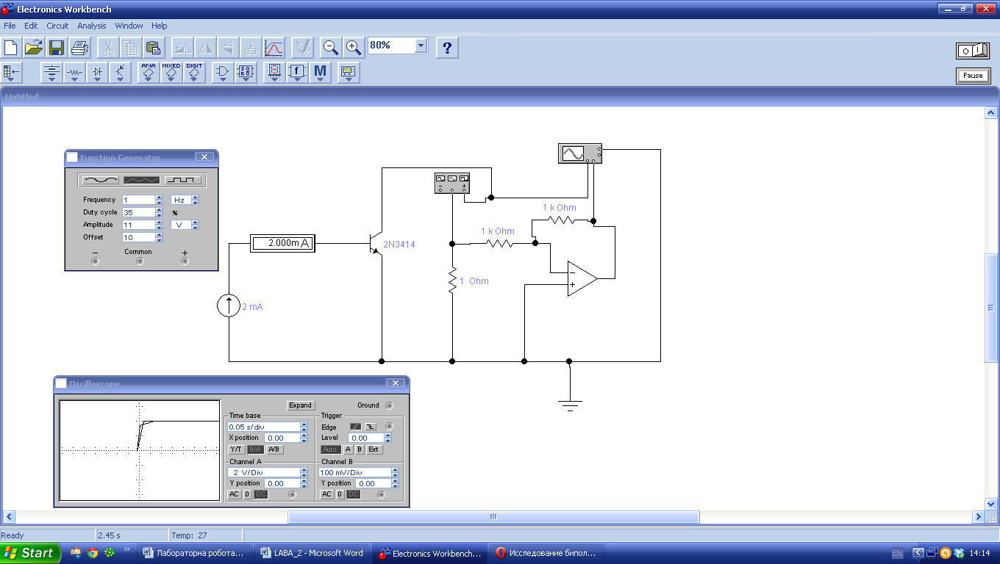 Electronics Workbench
File Edit Circuit Analysis Window Help
80%
?
O I
ANA MIXED DIGIT
f M
Pause
Untitled
Function Generator
Frequency 1 Hz
Duty cycle 35 %
Amplitude 11 V
Offset 10
− Common +
2.000m A
2N3414
2 mA
1 k Ohm
1 k Ohm
1 Ohm
Oscilloscope
Expand Ground
Time base Trigger
0.05 s/div Edge
X position 0.00 Level 0.00
Y/T B/A A/B Auto A B Ext
Channel A Channel B
2 V/Div 100 mV/Div
Y position 0.00 Y position 0.00
AC 0 DC AC 0 DC
Ready 2.45 s Temp: 27
Start Лабораторна робота... LABA_2 - Microsoft Word Electronics Workbench... Исследование бипол... EN 14:14